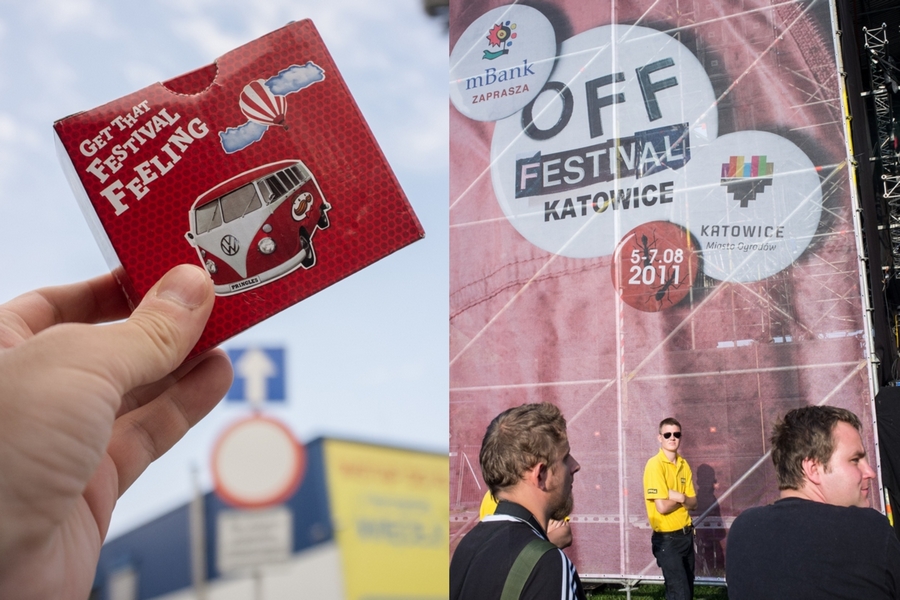 GET THAT
FESTIVAL
FEELING
PRINGLES
mBank
ZAPRASZA
OFF
FESTIVAL
KATOWICE
KATOWICE
Miasto Ogrodów
5-7.08
2011